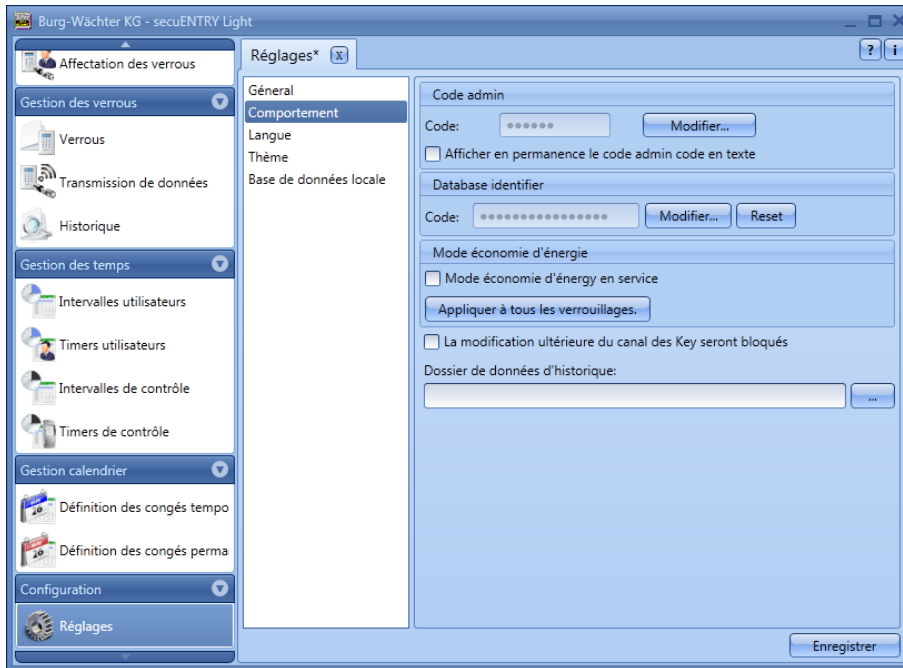 Burg-Wächter KG - secuENTRY Light
Affectation des verrous
Gestion des verrous
Verrous
Transmission de données
Historique
Gestion des temps
Intervalles utilisateurs
Timers utilisateurs
Intervalles de contrôle
Timers de contrôle
Gestion calendrier
Définition des congés tempo
Définition des congés perma
Configuration
Réglages
Réglages* X
? i
Géneral
Comportement
Langue
Thème
Base de données locale
Code admin
Code: •••••• Modifier...
Afficher en permanence le code admin code en texte
Database identifier
Code: •••••••••••••••• Modifier... Reset
Mode économie d'énergie
Mode économie d'énergy en service
Appliquer à tous les verrouillages.
La modification ultérieure du canal des Key seront bloqués
Dossier de données d'historique:
...
Enregistrer